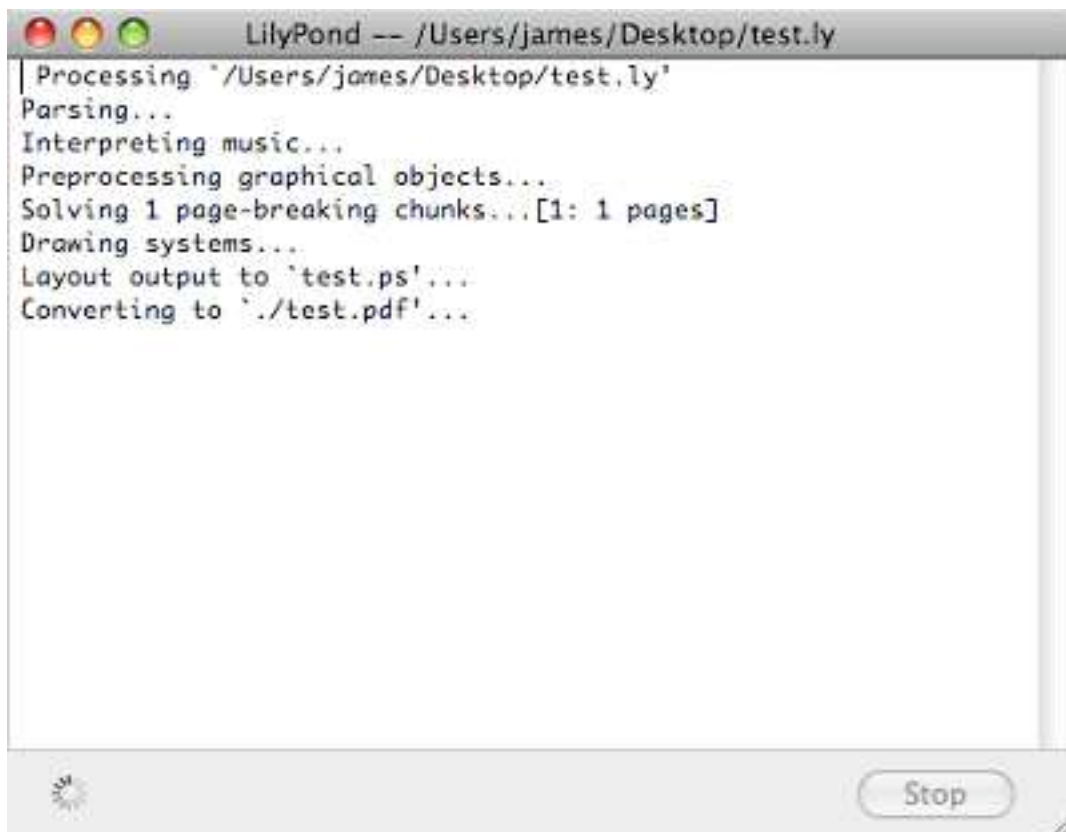 LilyPond -- /Users/james/Desktop/test.ly
Processing `/Users/james/Desktop/test.ly'
Parsing...
Interpreting music...
Preprocessing graphical objects...
Solving 1 page-breaking chunks...[1: 1 pages]
Drawing systems...
Layout output to `test.ps'...
Converting to `./test.pdf'...
Stop